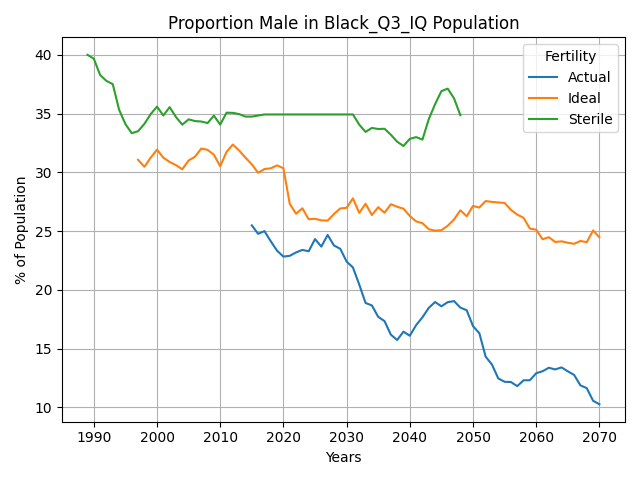 Proportion Male in Black_Q3_IQ Population
Fertility
Actual
Ideal
Sterile
% of Population
40
35
30
25
20
15
10
1990 2000 2010 2020 2030 2040 2050 2060 2070
Years